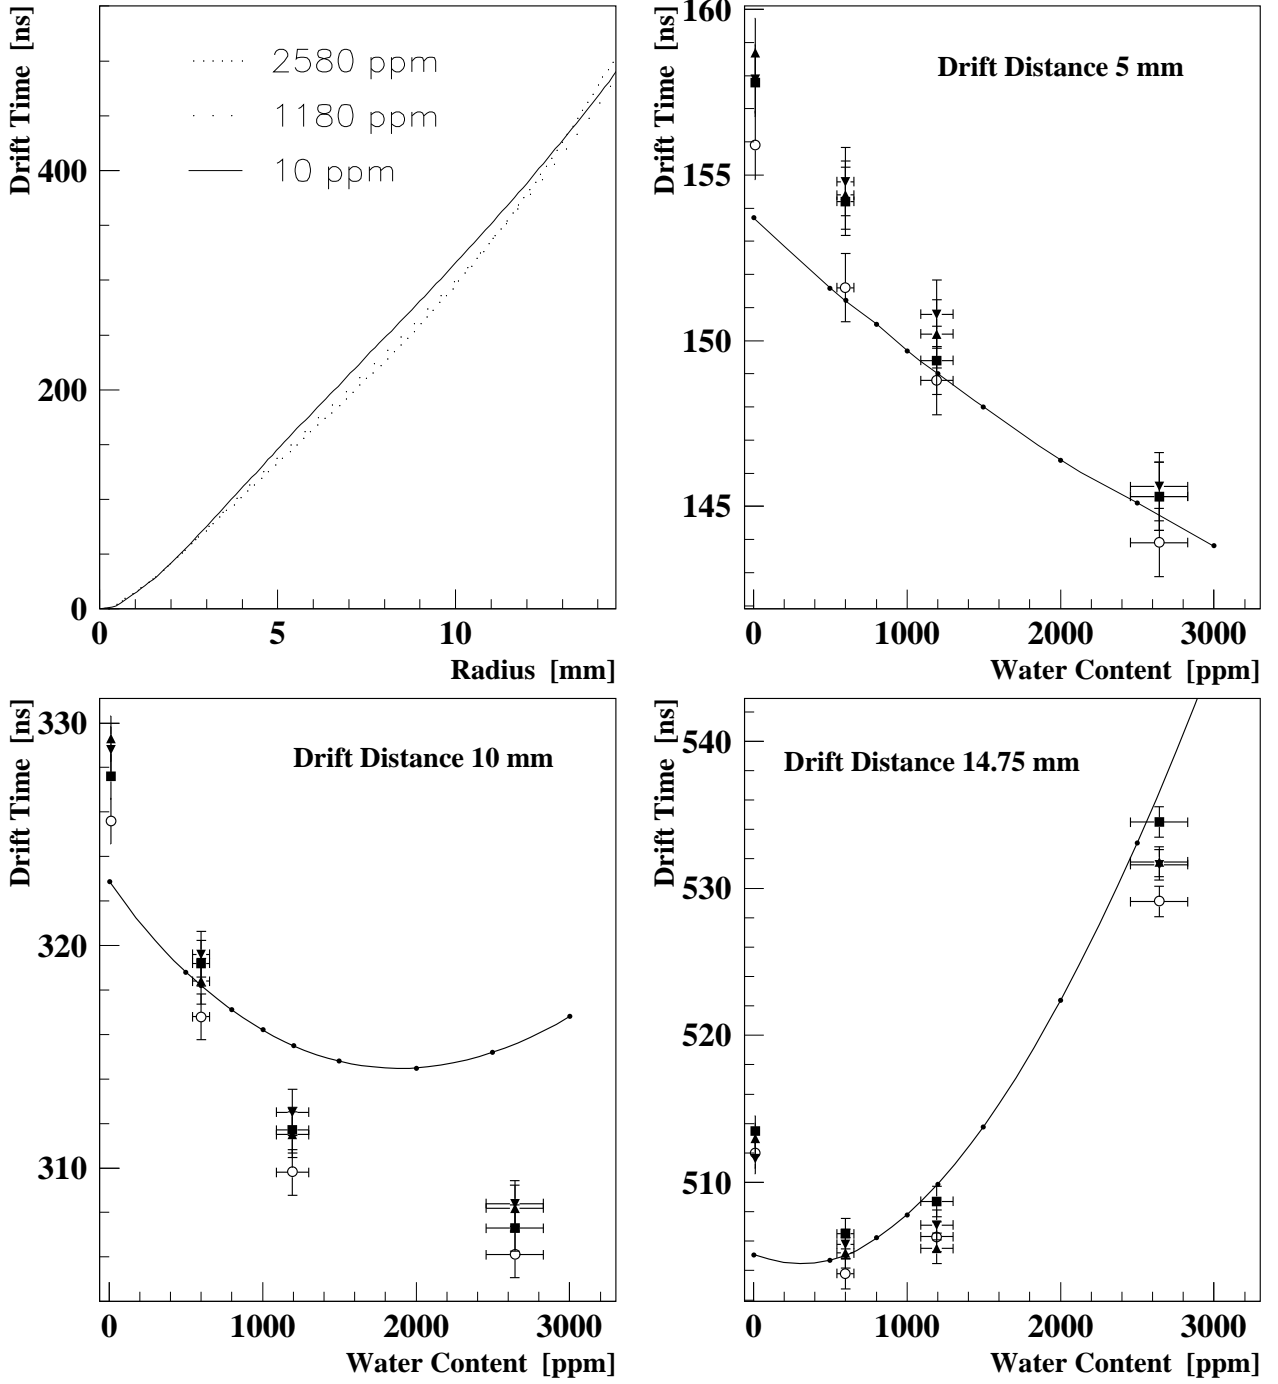 Drift Time [ns]
2580 ppm
1180 ppm
10 ppm
400
200
0
0 5 10
Radius [mm]
Drift Time [ns]
Drift Distance 5 mm
160
155
150
145
0 1000 2000 3000
Water Content [ppm]
Drift Time [ns]
Drift Distance 10 mm
330
320
310
0 1000 2000 3000
Water Content [ppm]
Drift Time [ns]
Drift Distance 14.75 mm
540
530
520
510
0 1000 2000 3000
Water Content [ppm]